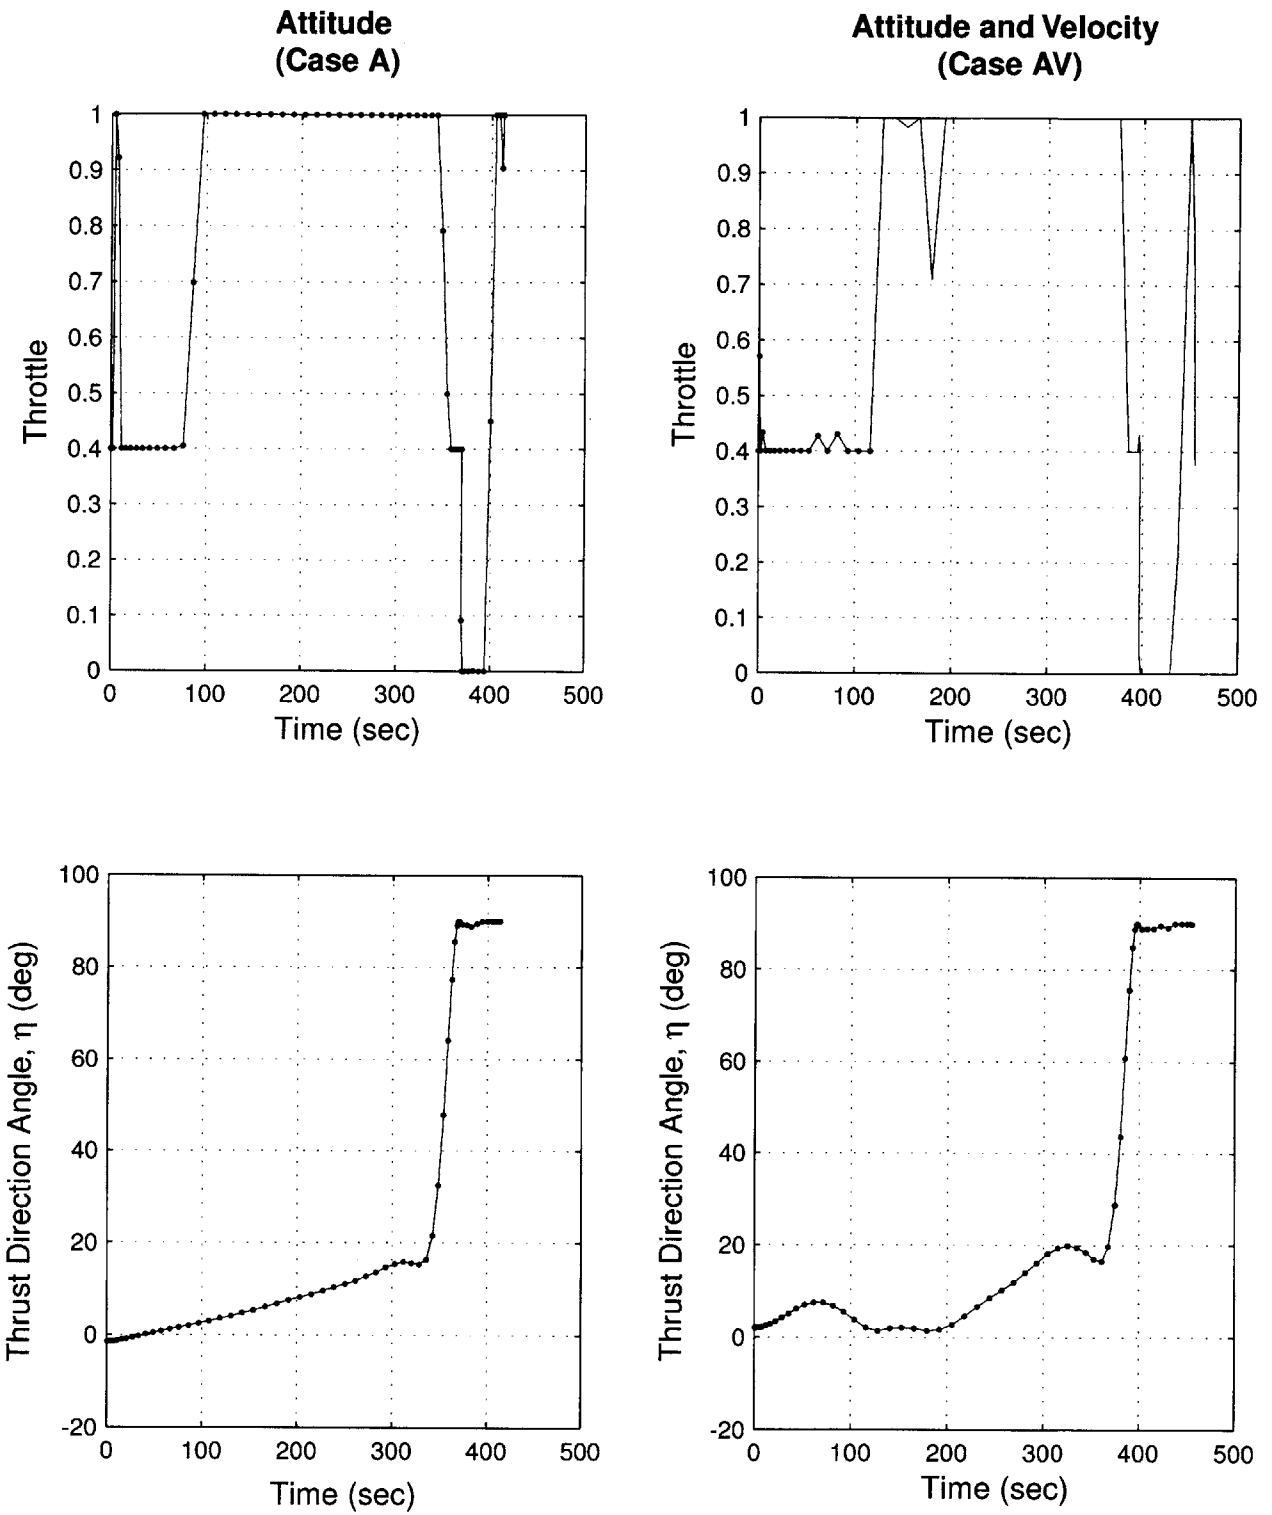 Attitude
(Case A)
Attitude and Velocity
(Case AV)
Throttle
1
0.9
0.8
0.7
0.6
0.5
0.4
0.3
0.2
0.1
0
0 100 200 300 400 500
Time (sec)
Throttle
1
0.9
0.8
0.7
0.6
0.5
0.4
0.3
0.2
0.1
0
0 100 200 300 400 500
Time (sec)
Thrust Direction Angle, η (deg)
100
80
60
40
20
0
-20
0 100 200 300 400 500
Time (sec)
Thrust Direction Angle, η (deg)
100
80
60
40
20
0
-20
0 100 200 300 400 500
Time (sec)